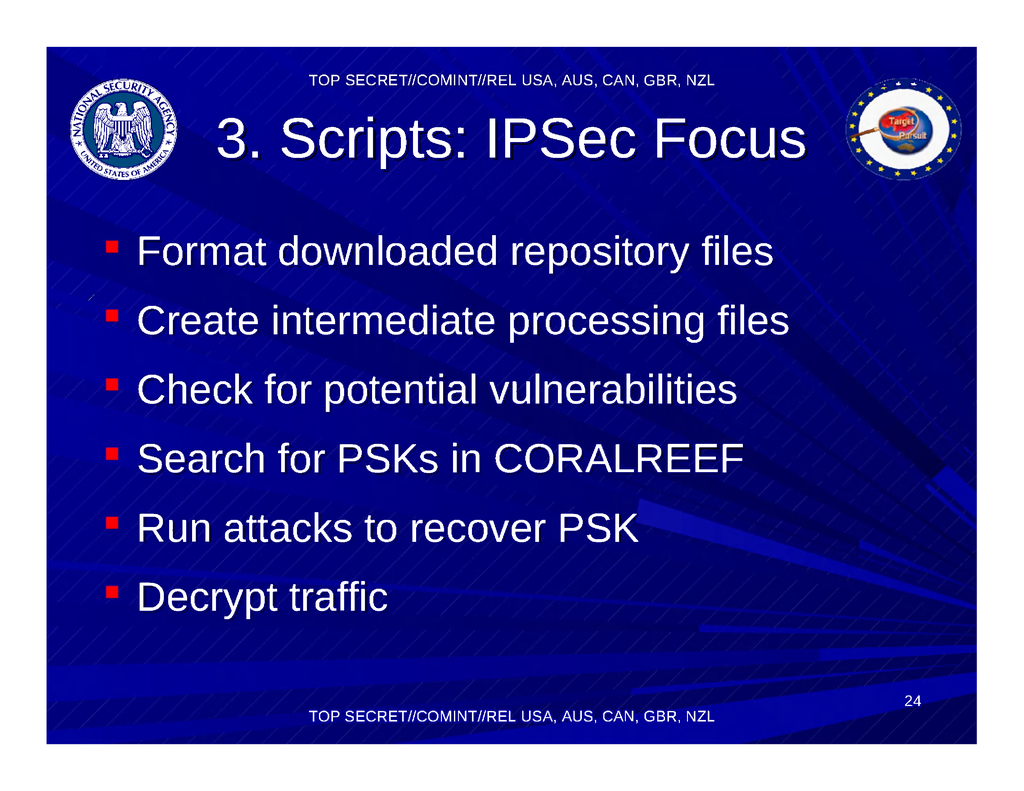 TOP SECRET//COMINT//REL USA, AUS, CAN, GBR, NZL
NATIONAL SECURITY AGENCY
UNITED STATES OF AMERICA
Target
Pursuit
3. Scripts: IPSec Focus
Format downloaded repository files
Create intermediate processing files
Check for potential vulnerabilities
Search for PSKs in CORALREEF
Run attacks to recover PSK
Decrypt traffic
24
TOP SECRET//COMINT//REL USA, AUS, CAN, GBR, NZL